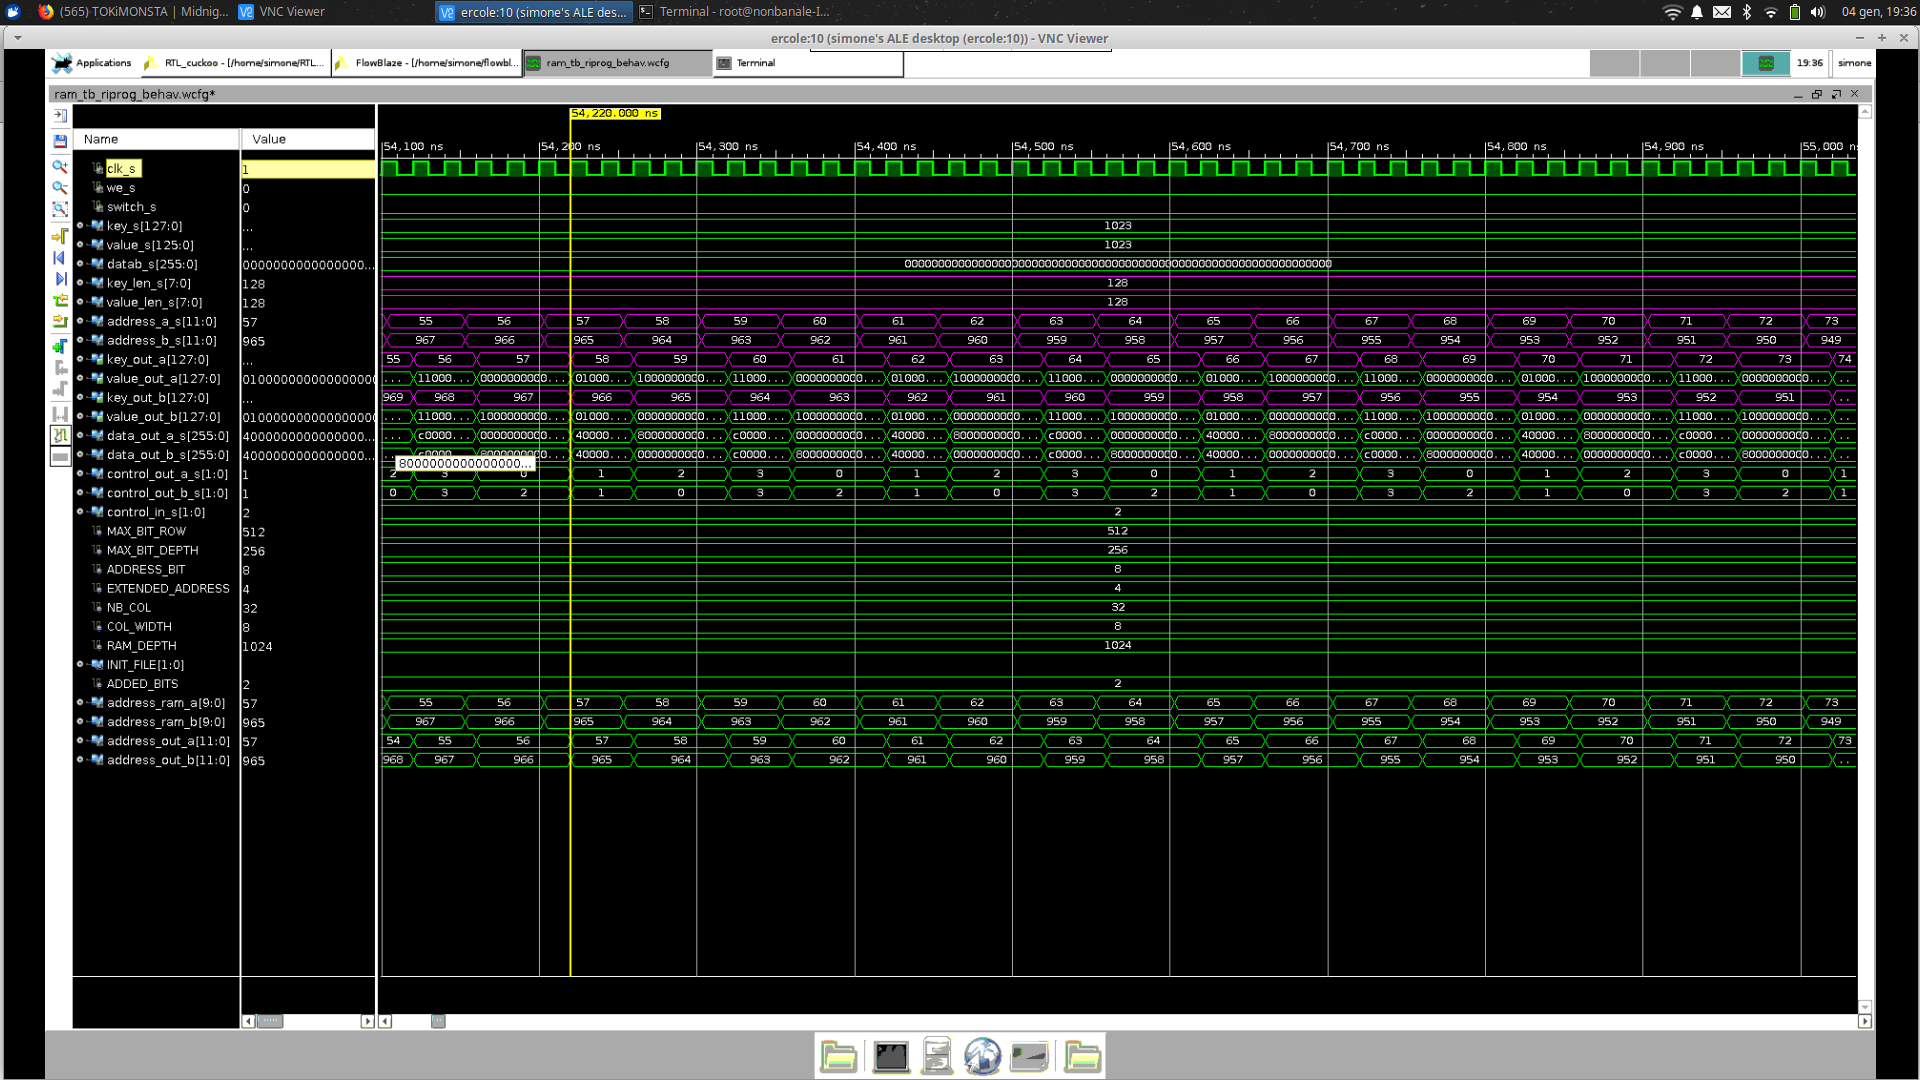 (565) TOKiMONSTA | Midnig... VNC Viewer ercole:10 (simone's ALE des... Terminal - root@nonbanale-I... 04 gen, 19:36
ercole:10 (simone's ALE desktop (ercole:10)) - VNC Viewer
Applications RTL_cuckoo - [/home/simone/RTL... FlowBlaze - [/home/simone/flowbl... ram_tb_riprog_behav.wcfg Terminal 19:36 simone
ram_tb_riprog_behav.wcfg*
54,220.000 ns
Name Value
54,100 ns 54,200 ns 54,300 ns 54,400 ns 54,500 ns 54,600 ns 54,700 ns 54,800 ns 54,900 ns 55,000 ns
clk_s 1
we_s 0
switch_s 0
key_s[127:0] ... 1023
value_s[125:0] ... 1023
datab_s[255:0] 0000000000000000...
key_len_s[7:0] 128 128
value_len_s[7:0] 128 128
address_a_s[11:0] 57 55 56 57 58 59 60 61 62 63 64 65 66 67 68 69 70 71 72 73
address_b_s[11:0] 965 967 966 965 964 963 962 961 960 959 958 957 956 955 954 953 952 951 950 949
key_out_a[127:0] ... 55 56 57 58 59 60 61 62 63 64 65 66 67 68 69 70 71 72 73 74
value_out_a[127:0] 01000000000000000 ... 11000... 0000000000... 01000... 1000000000... 11000... 0000000000... 01000... 1000000000... 11000... 0000000000... 01000... 1000000000... 11000... 0000000000... 01000... 1000000000... 11000... 0000000000... ..
key_out_b[127:0] ... 969 968 967 966 965 964 963 962 961 960 959 958 957 956 955 954 953 952 951 ..
value_out_b[127:0] 01000000000000000 ... 11000... 1000000000... 01000... 0000000000... 11000... 1000000000... 01000... 0000000000... 11000... 1000000000... 01000... 0000000000... 11000... 1000000000... 01000... 0000000000... 11000... 1000000000... ..
data_out_a_s[255:0] 4000000000000000... ... c0000... 0000000000... 40000... 8000000000... c0000... 0000000000... 40000... 8000000000... c0000... 0000000000... 40000... 8000000000... c0000... 0000000000... 40000... 8000000000... c0000... 0000000000... ..
data_out_b_s[255:0] 4000000000000000... ... c0000... 8000000000... 40000... 0000000000... c0000... 8000000000... 40000... 0000000000... c0000... 8000000000... 40000... 0000000000... c0000... 8000000000... 40000... 0000000000... c0000... 8000000000... ..
8000000000000000...
control_out_a_s[1:0] 1 2 3 0 1 2 3 0 1 2 3 0 1 2 3 0 1 2 3 0 1
control_out_b_s[1:0] 1 0 3 2 1 0 3 2 1 0 3 2 1 0 3 2 1 0 3 2 1
control_in_s[1:0] 2 2
MAX_BIT_ROW 512 512
MAX_BIT_DEPTH 256 256
ADDRESS_BIT 8 8
EXTENDED_ADDRESS 4 4
NB_COL 32 32
COL_WIDTH 8 8
RAM_DEPTH 1024 1024
INIT_FILE[1:0]
ADDED_BITS 2 2
address_ram_a[9:0] 57 55 56 57 58 59 60 61 62 63 64 65 66 67 68 69 70 71 72 73
address_ram_b[9:0] 965 967 966 965 964 963 962 961 960 959 958 957 956 955 954 953 952 951 950 949
address_out_a[11:0] 57 54 55 56 57 58 59 60 61 62 63 64 65 66 67 68 69 70 71 72 73
address_out_b[11:0] 965 968 967 966 965 964 963 962 961 960 959 958 957 956 955 954 953 952 951 950 ..